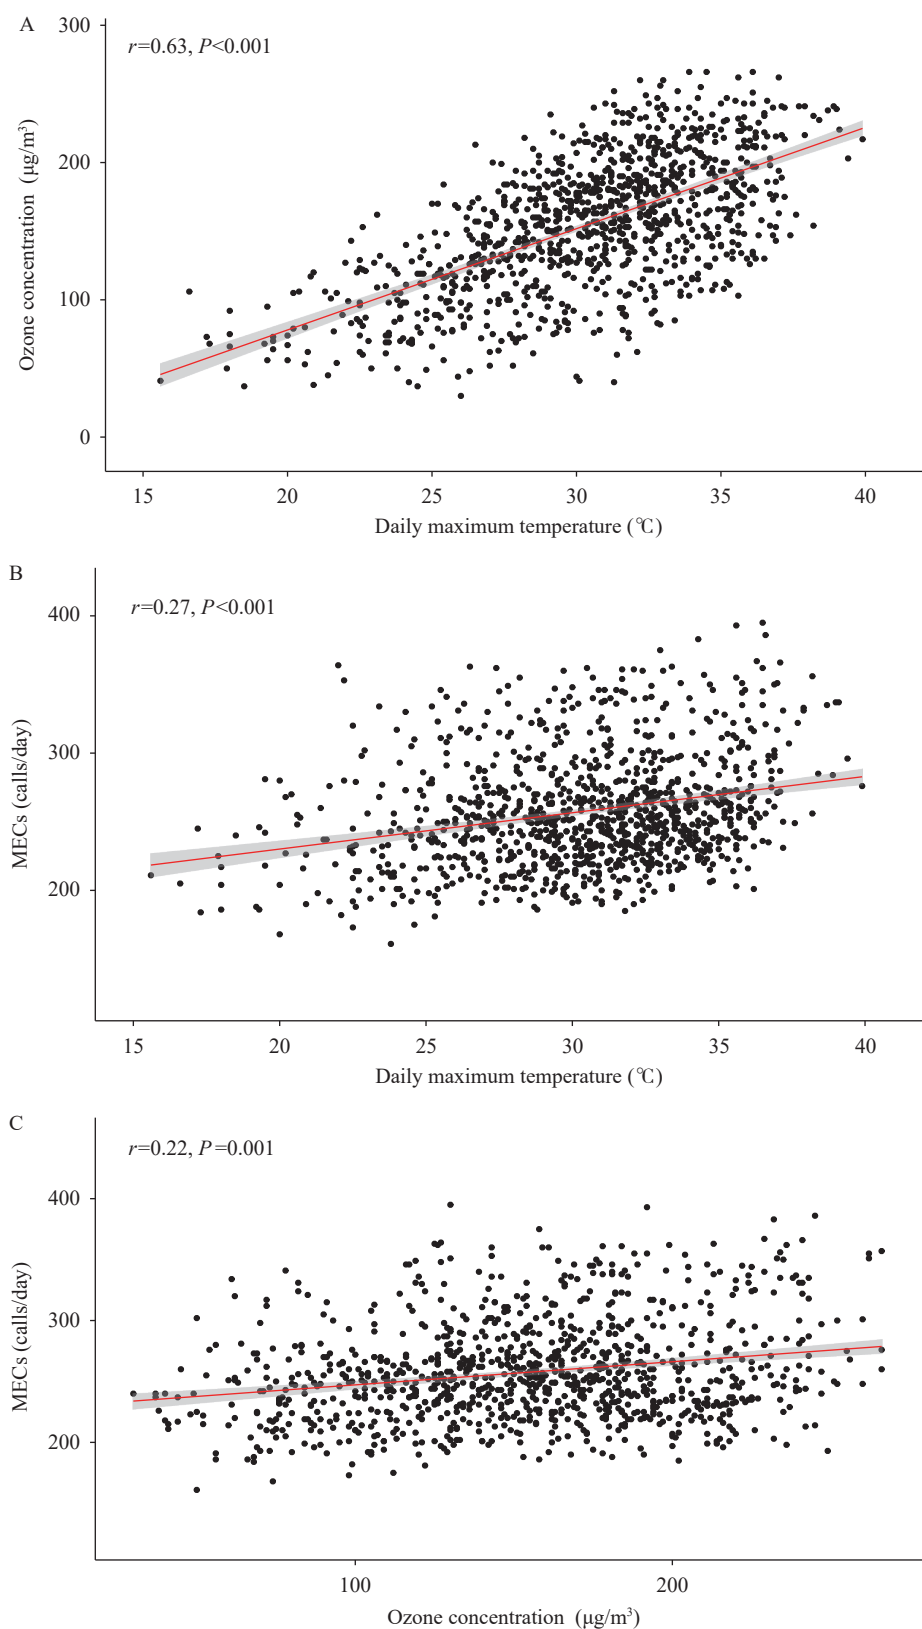 A
r=0.63, P<0.001
300
200
100
0
Ozone concentration (μg/m³)
15 20 25 30 35 40
Daily maximum temperature (℃)
B
r=0.27, P<0.001
400
300
200
MECs (calls/day)
15 20 25 30 35 40
Daily maximum temperature (℃)
C
r=0.22, P=0.001
400
300
200
MECs (calls/day)
100 200
Ozone concentration (μg/m³)